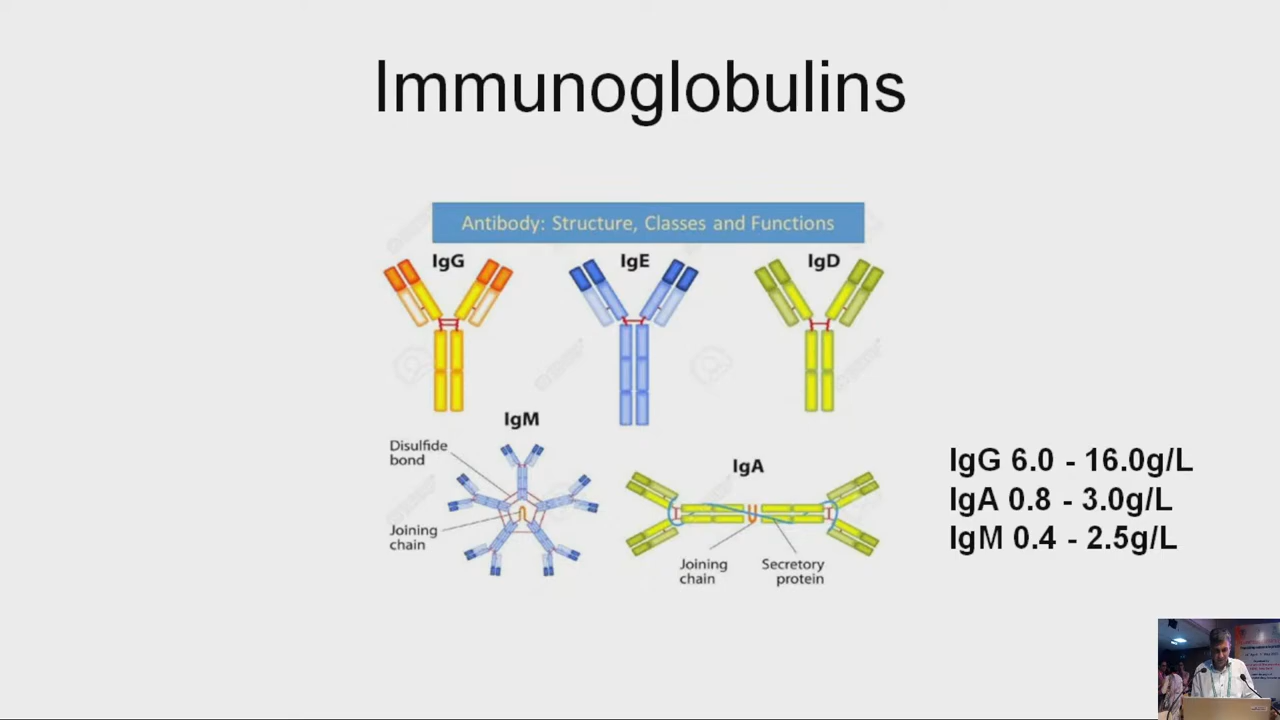 Immunoglobulins
Antibody: Structure, Classes and Functions
IgG
IgE
IgD
IgM
Disulfide
bond
Joining
chain
IgA
Joining
chain
Secretory
protein
IgG 6.0 - 16.0g/L
IgA 0.8 - 3.0g/L
IgM 0.4 - 2.5g/L